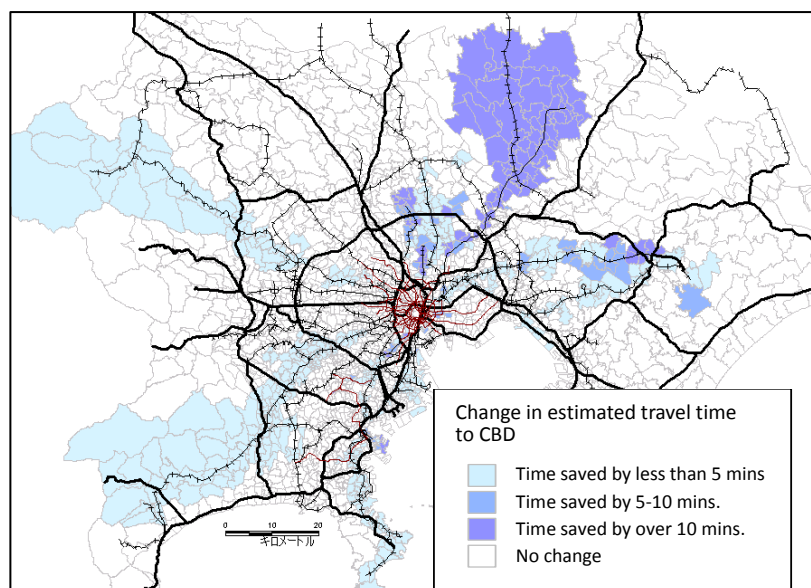 Change in estimated travel time
to CBD
Time saved by less than 5 mins
Time saved by 5-10 mins.
Time saved by over 10 mins.
No change
0 10 20
キロメートル